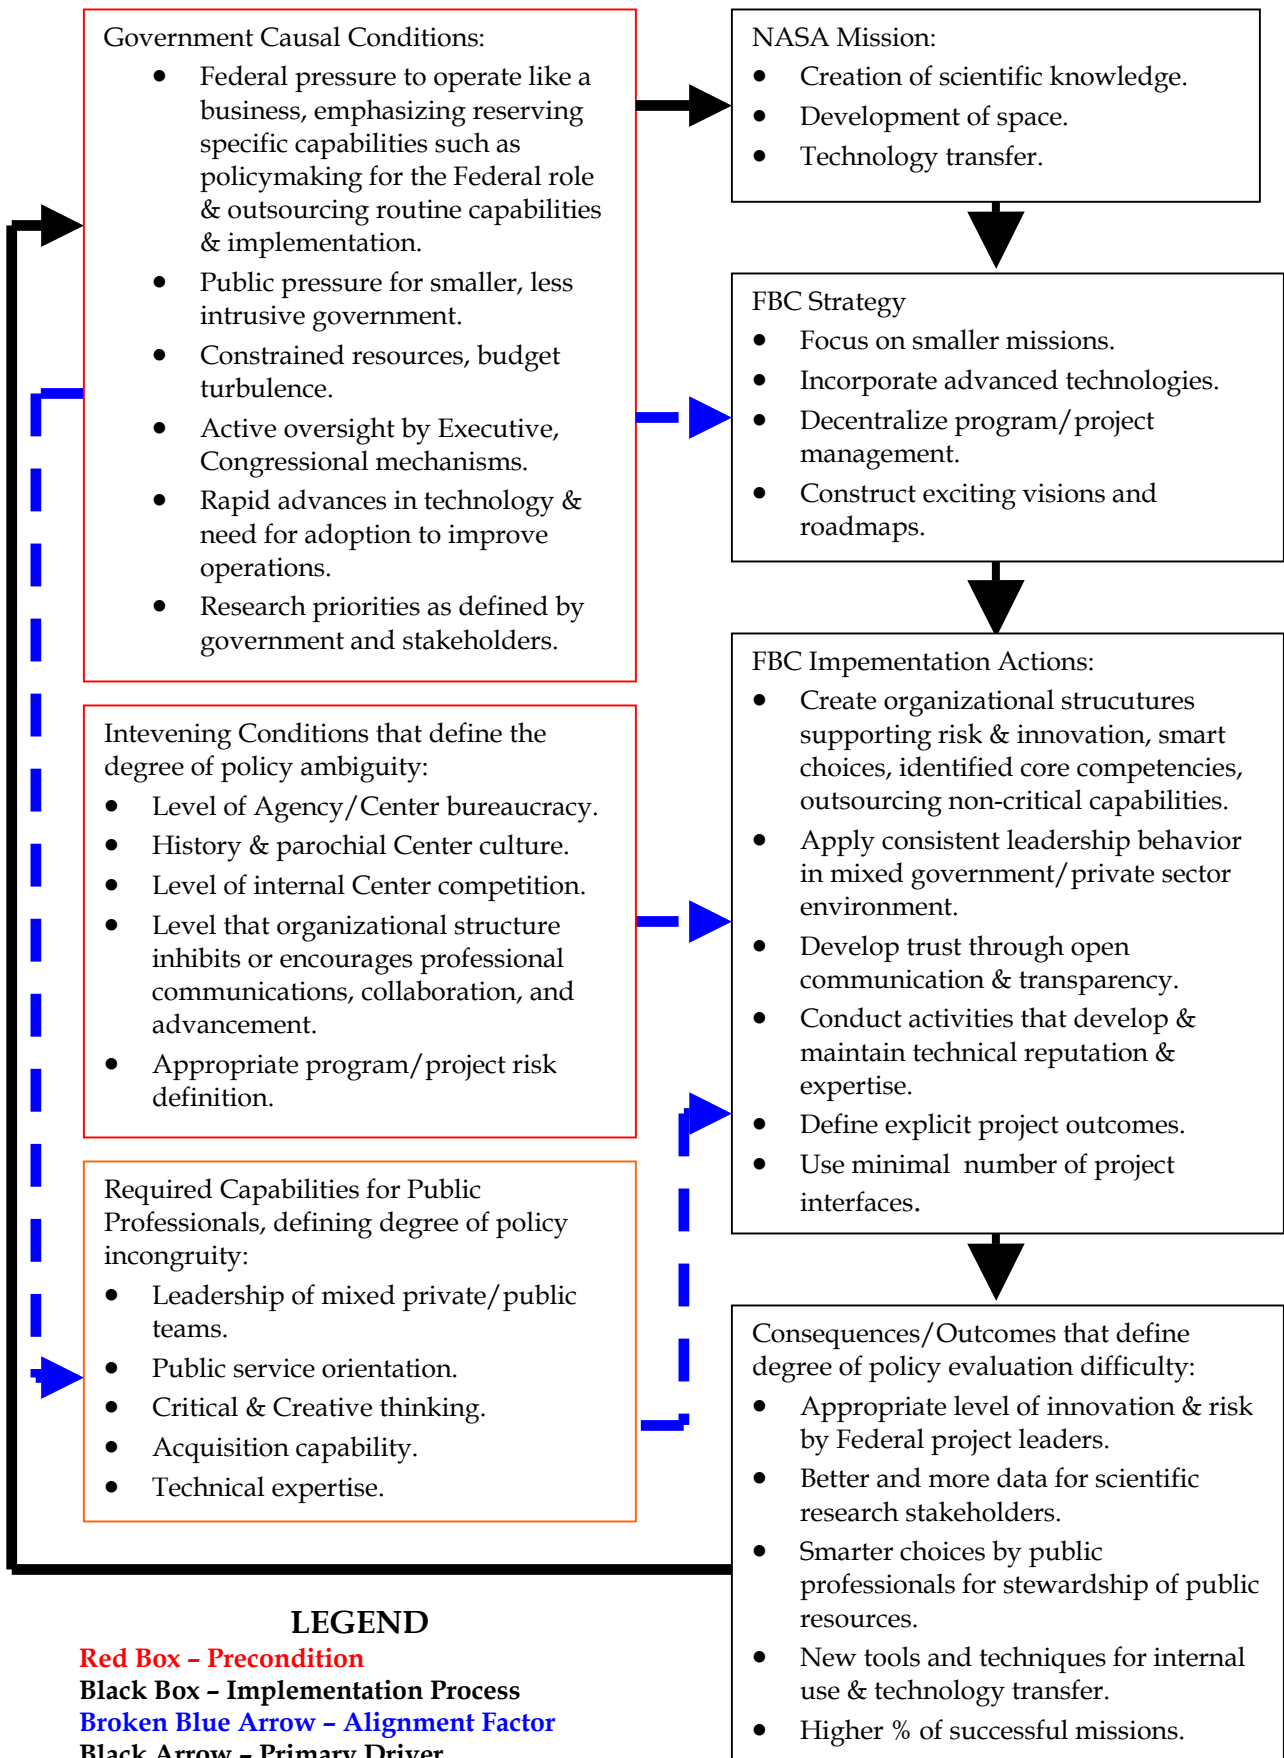 Government Causal Conditions:
• Federal pressure to operate like a
business, emphasizing reserving
specific capabilities such as
policymaking for the Federal role
& outsourcing routine capabilities
& implementation.
• Public pressure for smaller, less
intrusive government.
• Constrained resources, budget
turbulence.
• Active oversight by Executive,
Congressional mechanisms.
• Rapid advances in technology &
need for adoption to improve
operations.
• Research priorities as defined by
government and stakeholders.
Intevening Conditions that define the
degree of policy ambiguity:
• Level of Agency/Center bureaucracy.
• History & parochial Center culture.
• Level of internal Center competition.
• Level that organizational structure
inhibits or encourages professional
communications, collaboration, and
advancement.
• Appropriate program/project risk
definition.
Required Capabilities for Public
Professionals, defining degree of policy
incongruity:
• Leadership of mixed private/public
teams.
• Public service orientation.
• Critical & Creative thinking.
• Acquisition capability.
• Technical expertise.
NASA Mission:
• Creation of scientific knowledge.
• Development of space.
• Technology transfer.
FBC Strategy
• Focus on smaller missions.
• Incorporate advanced technologies.
• Decentralize program/project
management.
• Construct exciting visions and
roadmaps.
FBC Impementation Actions:
• Create organizational strucutures
supporting risk & innovation, smart
choices, identified core competencies,
outsourcing non-critical capabilities.
• Apply consistent leadership behavior
in mixed government/private sector
environment.
• Develop trust through open
communication & transparency.
• Conduct activities that develop &
maintain technical reputation &
expertise.
• Define explicit project outcomes.
• Use minimal number of project
interfaces.
Consequences/Outcomes that define
degree of policy evaluation difficulty:
• Appropriate level of innovation & risk
by Federal project leaders.
• Better and more data for scientific
research stakeholders.
• Smarter choices by public
professionals for stewardship of public
resources.
• New tools and techniques for internal
use & technology transfer.
• Higher % of successful missions.
LEGEND
Red Box – Precondition
Black Box – Implementation Process
Broken Blue Arrow – Alignment Factor
Black Arrow – Primary Driver